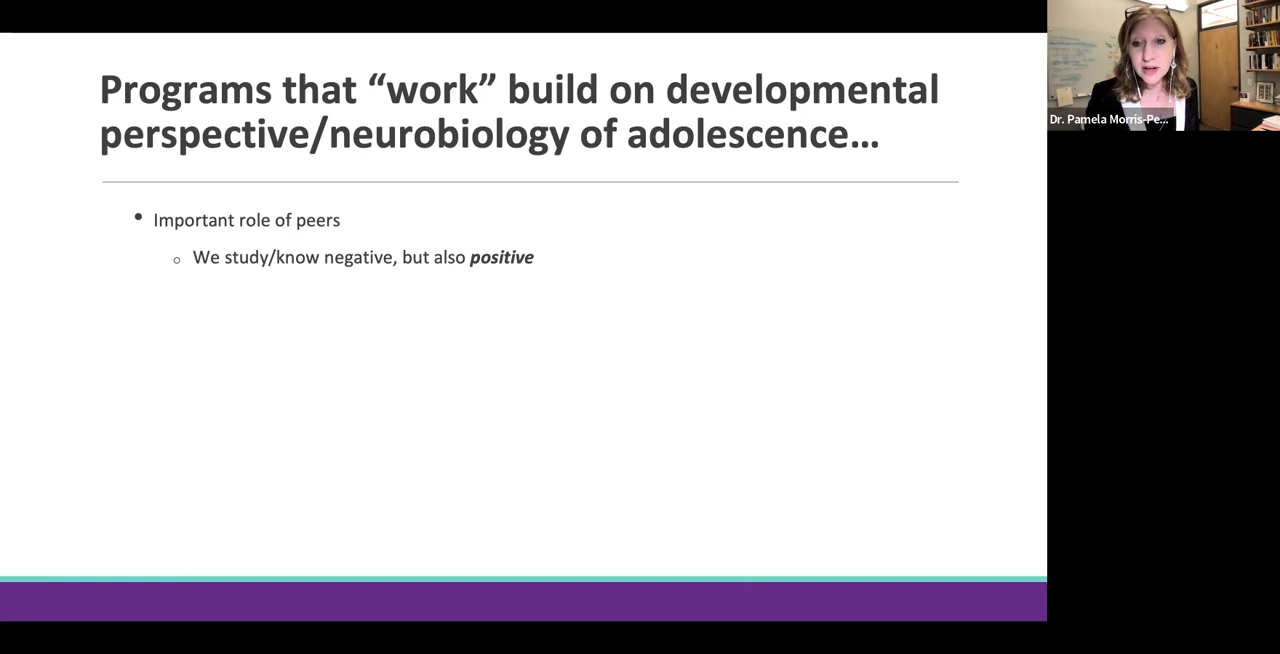 Programs that “work” build on developmental
perspective/neurobiology of adolescence…
• Important role of peers
o We study/know negative, but also positive
Dr. Pamela Morris-Pe...